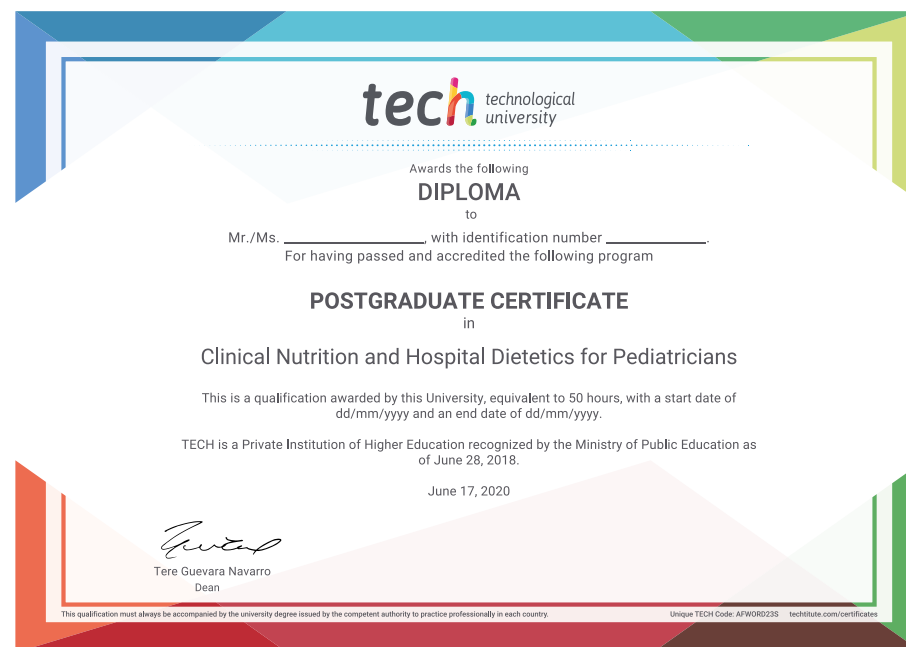 tech technological
university
Awards the following
DIPLOMA
to
Mr./Ms. ____________, with identification number ____________.
For having passed and accredited the following program
POSTGRADUATE CERTIFICATE
in
Clinical Nutrition and Hospital Dietetics for Pediatricians
This is a qualification awarded by this University, equivalent to 50 hours, with a start date of
dd/mm/yyyy and an end date of dd/mm/yyyy.
TECH is a Private Institution of Higher Education recognized by the Ministry of Public Education as
of June 28, 2018.
June 17, 2020
Tere Guevara Navarro
Dean
This qualification must always be accompanied by the university degree issued by the competent authority to practice professionally in each country. Unique TECH Code: AFWORD23S techtitute.com/certificates